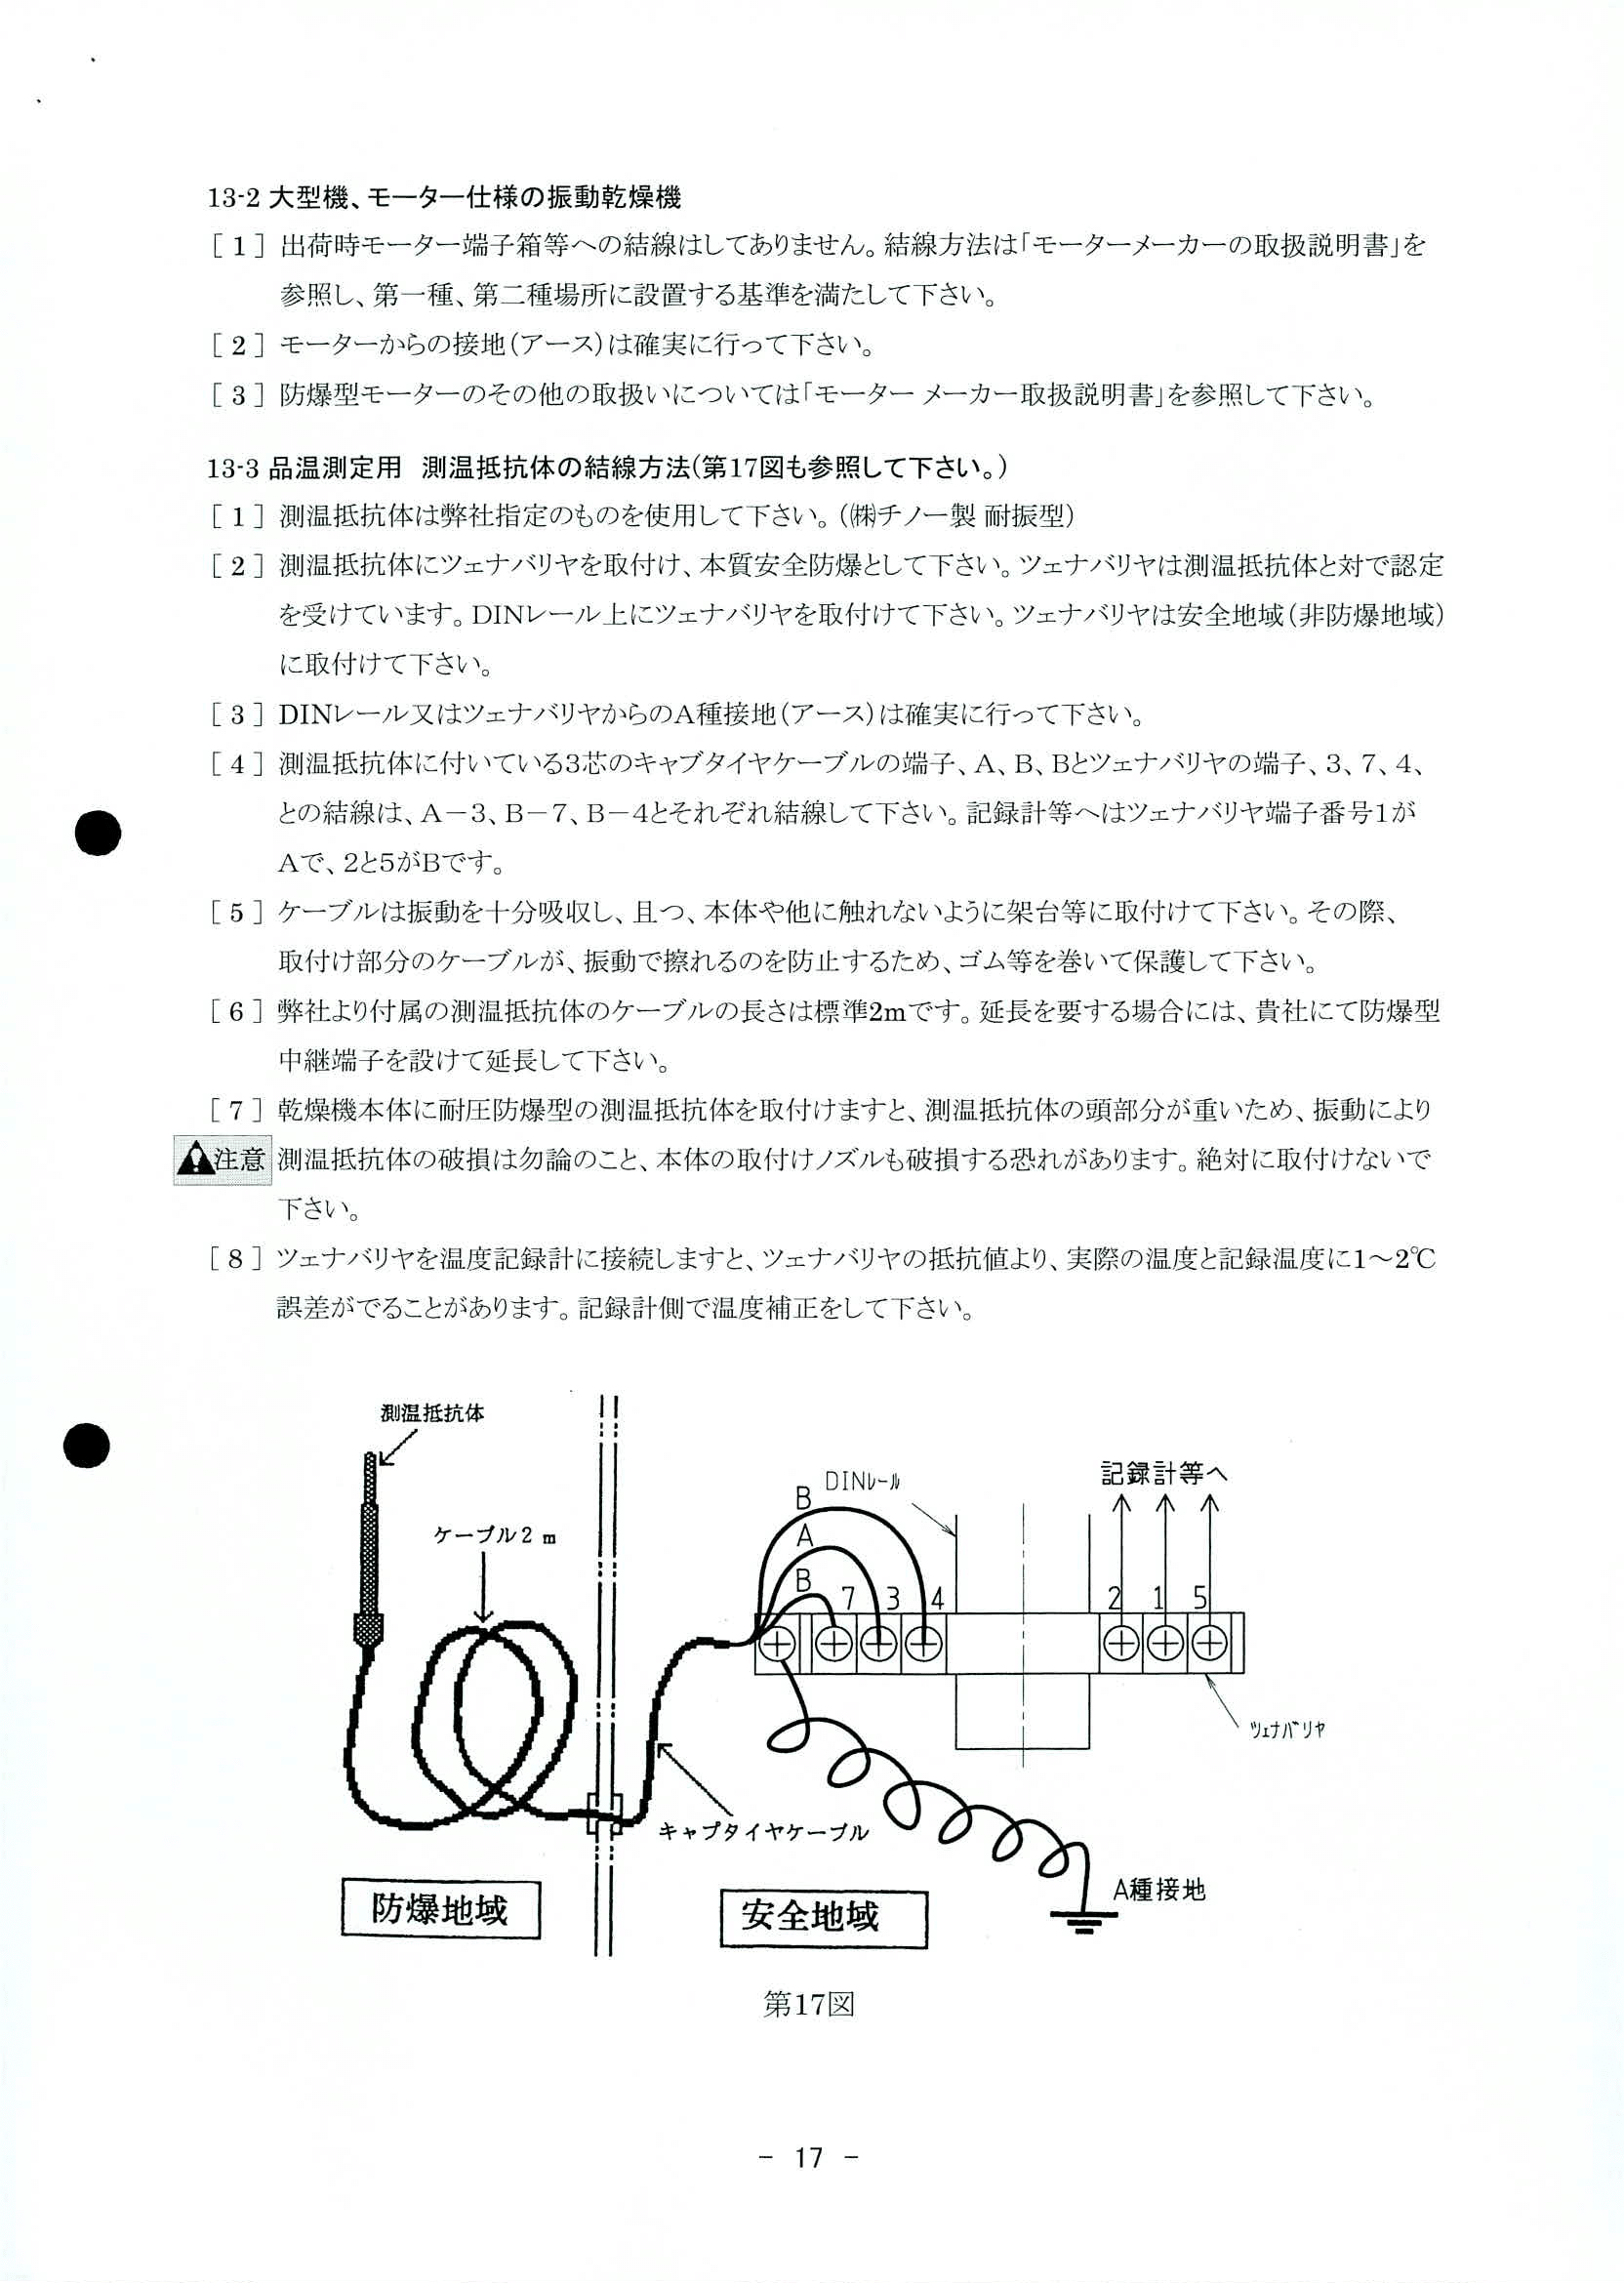 13-2 大型機、モーター仕様の振動乾燥機
［ 1 ］ 出荷時モーター端子箱等への結線はしてありません。結線方法は「モーターメーカーの取扱説明書」を
参照し、第一種、第二種場所に設置する基準を満たして下さい。
［ 2 ］ モーターからの接地（アース）は確実に行って下さい。
［ 3 ］ 防爆型モーターのその他の取扱いについては「モーター メーカー取扱説明書」を参照して下さい。
13-3 品温測定用 測温抵抗体の結線方法（第17図も参照して下さい。）
［ 1 ］ 測温抵抗体は弊社指定のものを使用して下さい。（㈱チノー製 耐振型）
［ 2 ］ 測温抵抗体にツェナバリヤを取付け、本質安全防爆として下さい。ツェナバリヤは測温抵抗体と対で認定
を受けています。DINレール上にツェナバリヤを取付けて下さい。ツェナバリヤは安全地域（非防爆地域）
に取付けて下さい。
［ 3 ］ DINレール又はツェナバリヤからのA種接地（アース）は確実に行って下さい。
［ 4 ］ 測温抵抗体に付いている3芯のキャブタイヤケーブルの端子、A、B、Bとツェナバリヤの端子、3、7、4、
との結線は、A－3、B－7、B－4とそれぞれ結線して下さい。記録計等へはツェナバリヤ端子番号1が
Aで、2と5がBです。
［ 5 ］ ケーブルは振動を十分吸収し、且つ、本体や他に触れないように架台等に取付けて下さい。その際、
取付け部分のケーブルが、振動で擦れるのを防止するため、ゴム等を巻いて保護して下さい。
［ 6 ］ 弊社より付属の測温抵抗体のケーブルの長さは標準2mです。延長を要する場合には、貴社にて防爆型
中継端子を設けて延長して下さい。
［ 7 ］ 乾燥機本体に耐圧防爆型の測温抵抗体を取付けますと、測温抵抗体の頭部分が重いため、振動により
注意 測温抵抗体の破損は勿論のこと、本体の取付けノズルも破損する恐れがあります。絶対に取付けないで
下さい。
［ 8 ］ ツェナバリヤを温度記録計に接続しますと、ツェナバリヤの抵抗値より、実際の温度と記録温度に1～2℃
誤差がでることがあります。記録計側で温度補正をして下さい。
測温抵抗体
ケーブル2 m
DINﾚｰﾙ
記録計等へ
B
A
B
7 3 4
2 1 5
ﾂｪﾅﾊﾞﾘﾔ
キャプタイヤケーブル
A種接地
防爆地域
安全地域
第17図
－ 17 －